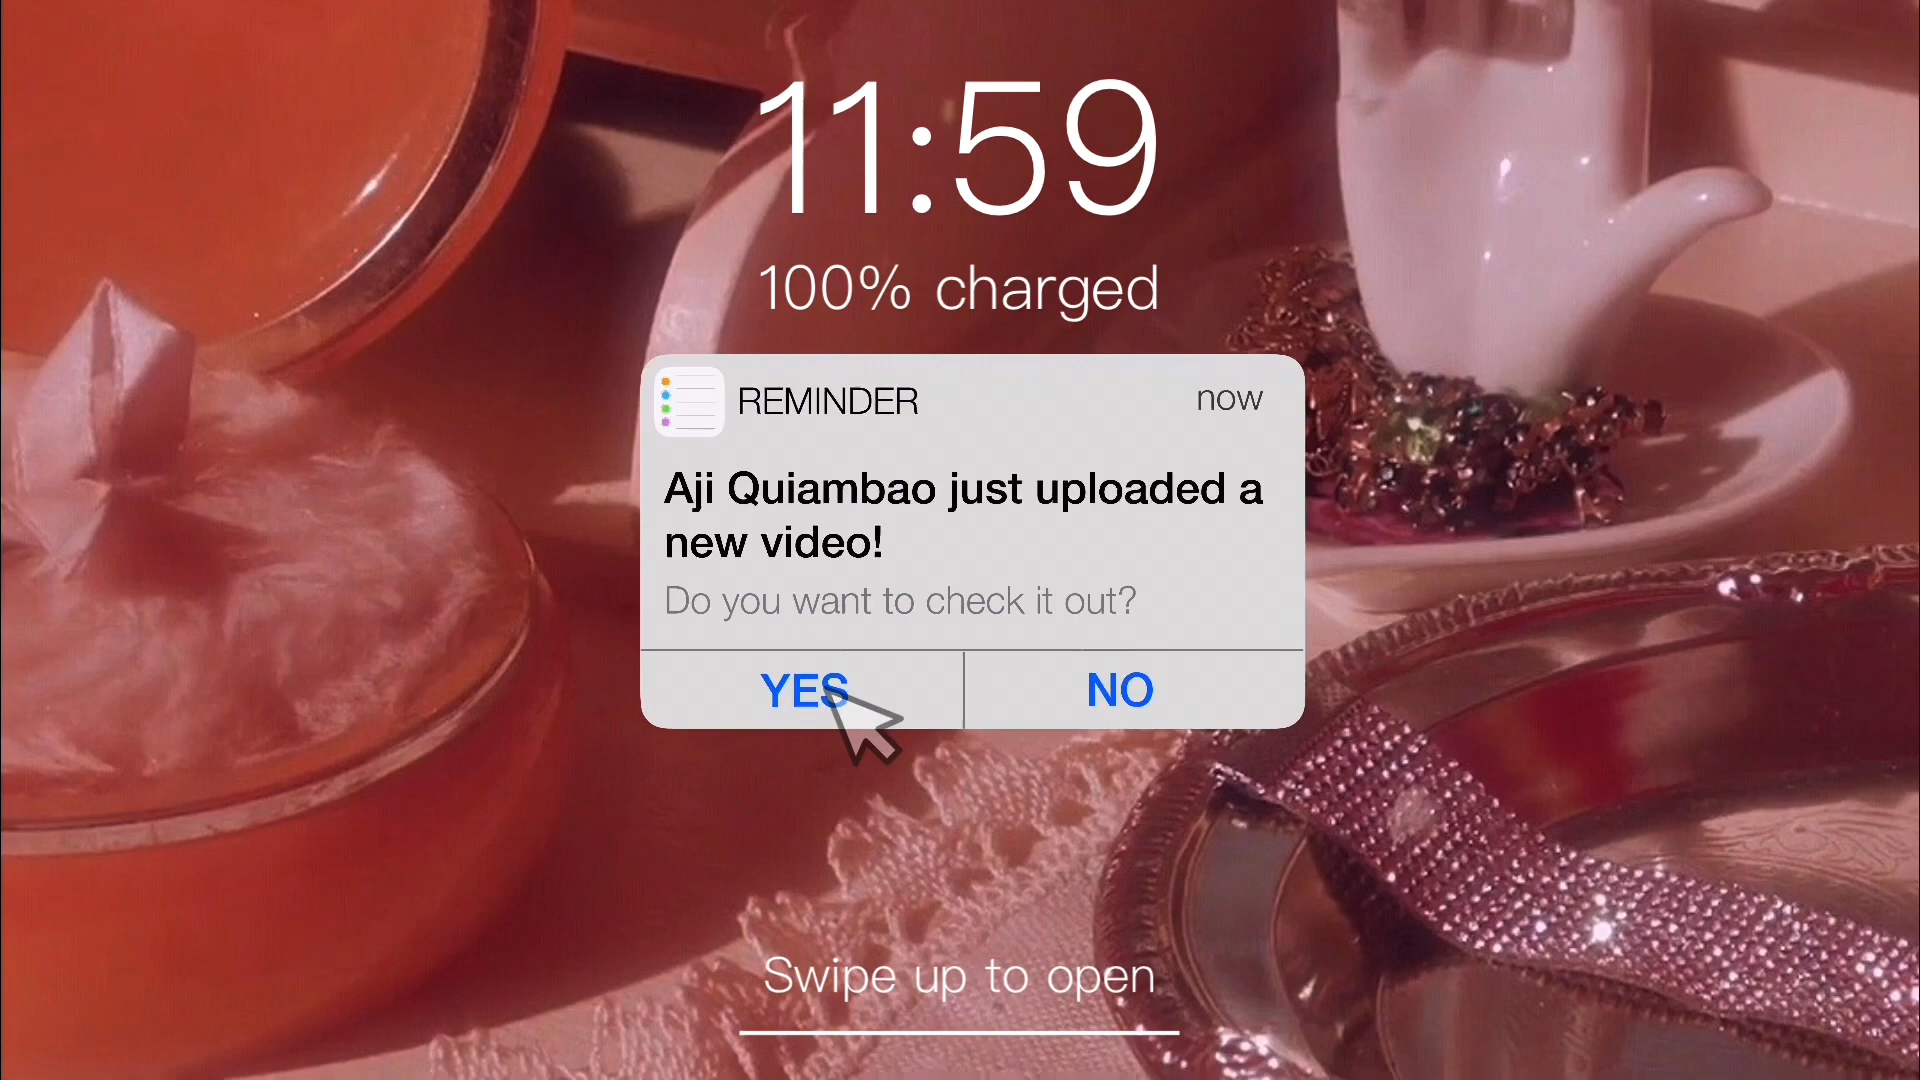 11:59
100% charged
REMINDER
now
Aji Quiambao just uploaded a
new video!
Do you want to check it out?
YES
NO
Swipe up to open